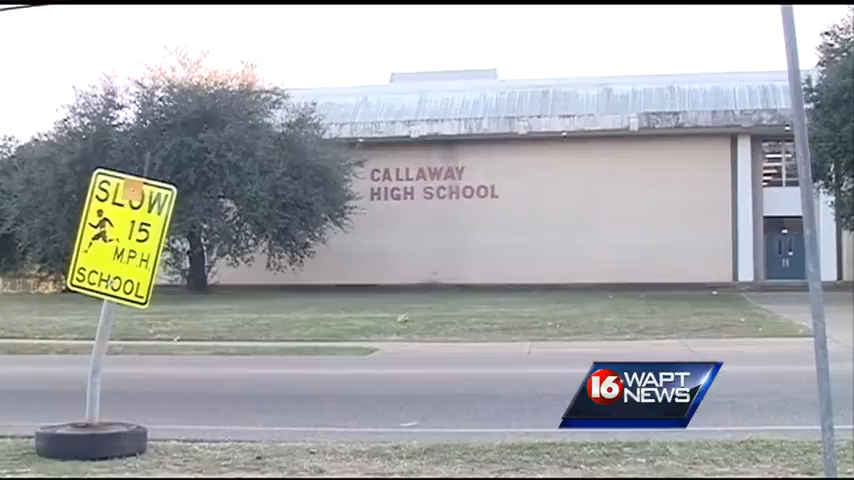 CALLAWAY
HIGH SCHOOL
SLOW
15
M.P.H.
SCHOOL
16 WAPT
NEWS